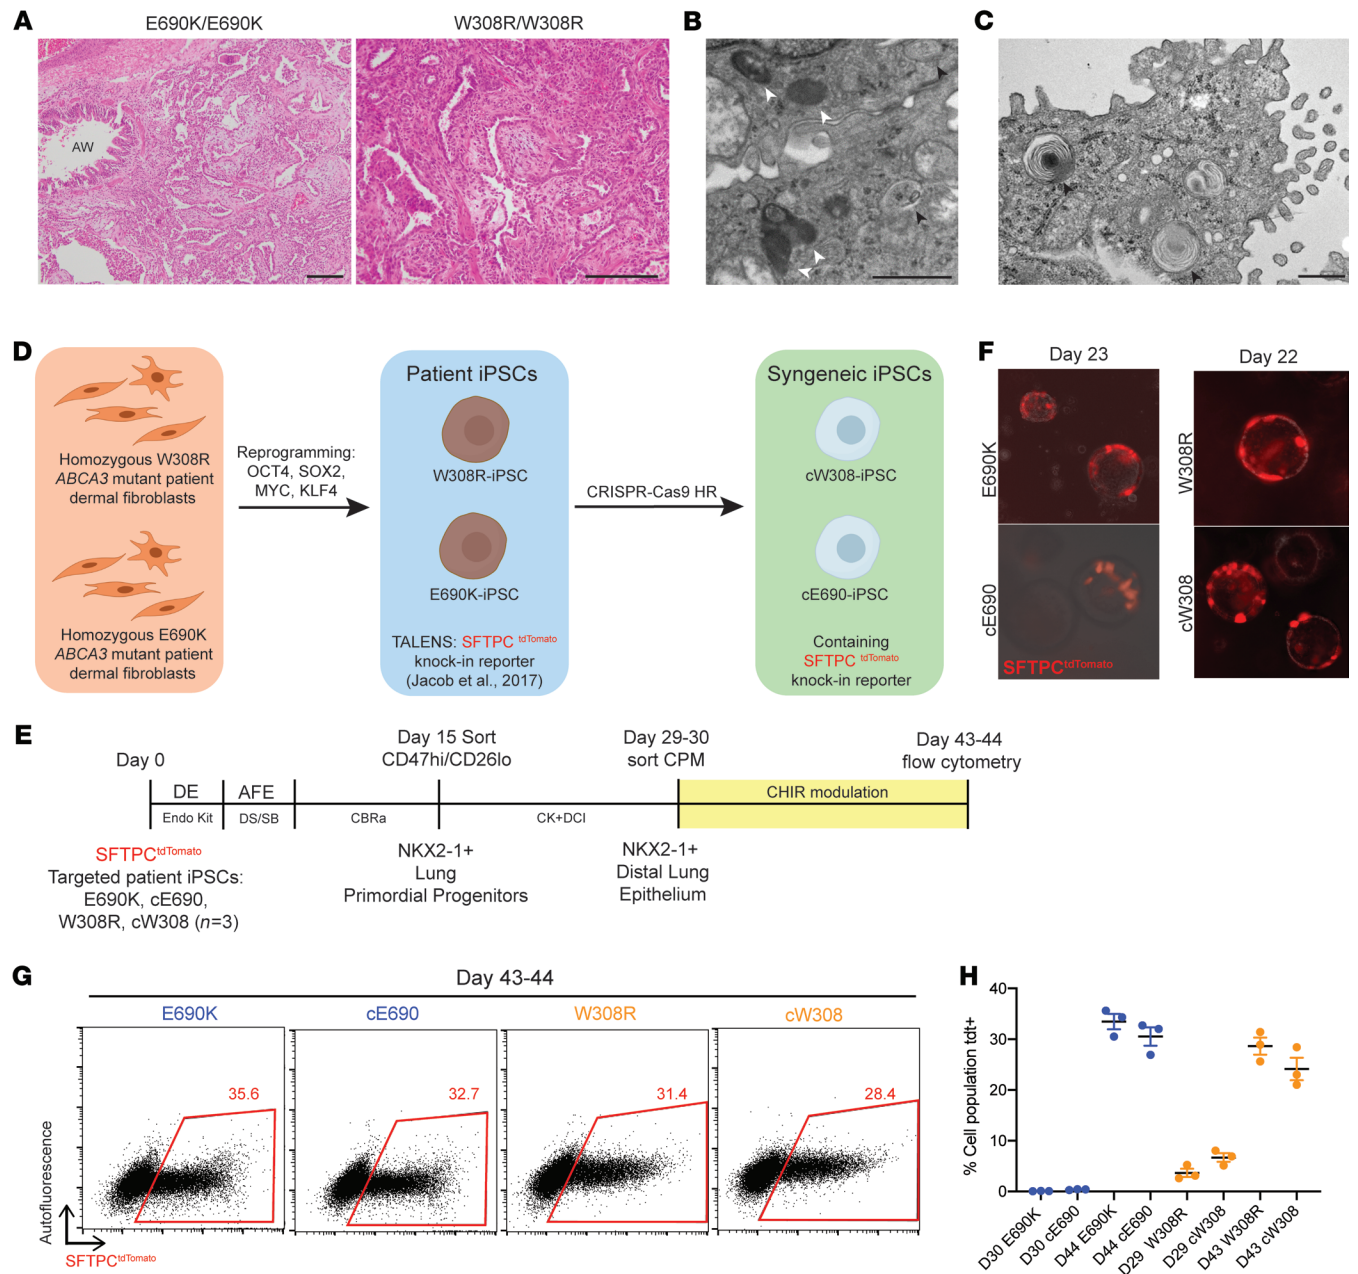 A
E690K/E690K
W308R/W308R
AW
B
C
D
Homozygous W308R
ABCA3 mutant patient
dermal fibroblasts
Homozygous E690K
ABCA3 mutant patient
dermal fibroblasts
Reprogramming:
OCT4, SOX2,
MYC, KLF4
Patient iPSCs
W308R-iPSC
E690K-iPSC
TALENS: SFTPC tdTomato
knock-in reporter
(Jacob et al., 2017)
CRISPR-Cas9 HR
Syngeneic iPSCs
cW308-iPSC
cE690-iPSC
Containing
SFTPC tdTomato
knock-in reporter
F
Day 23
Day 22
E690K
cE690
SFTPCtdTomato
W308R
cW308
E
Day 0
Day 15 Sort
CD47hi/CD26lo
Day 29-30
sort CPM
Day 43-44
flow cytometry
DE
AFE
Endo Kit
DS/SB
CBRa
CK+DCI
CHIR modulation
SFTPCtdTomato
Targeted patient iPSCs:
E690K, cE690,
W308R, cW308 (n=3)
NKX2-1+
Lung
Primordial Progenitors
NKX2-1+
Distal Lung
Epithelium
G
Day 43-44
E690K
cE690
W308R
cW308
35.6
32.7
31.4
28.4
Autofluorescence
SFTPCtdTomato
H
% Cell population tdt+
40
30
20
10
0
D30 E690K
D30 cE690
D44 E690K
D44 cE690
D29 W308R
D29 cW308
D43 W308R
D43 cW308